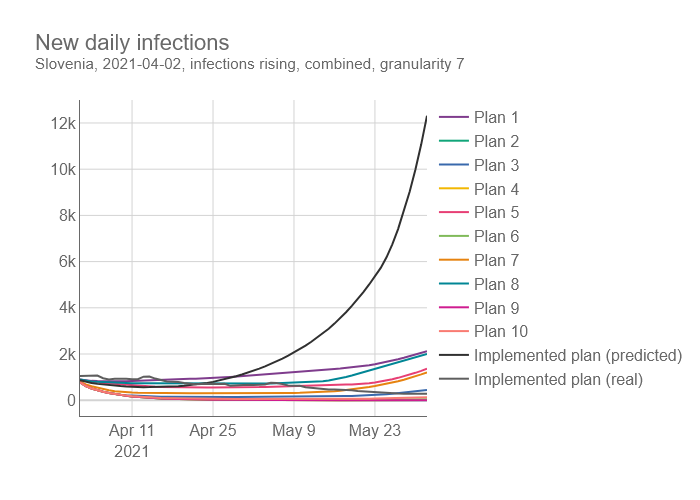 New daily infections
Slovenia, 2021-04-02, infections rising, combined, granularity 7
12k
10k
8k
6k
4k
2k
0
Apr 11
2021
Apr 25
May 9
May 23
Plan 1
Plan 2
Plan 3
Plan 4
Plan 5
Plan 6
Plan 7
Plan 8
Plan 9
Plan 10
Implemented plan (predicted)
Implemented plan (real)